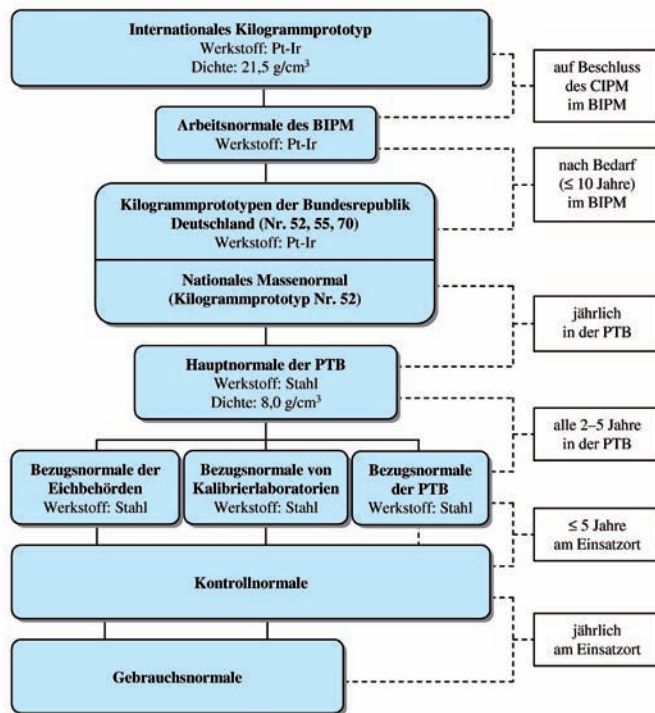 Internationales Kilogrammprototyp
Werkstoff: Pt-Ir
Dichte: 21,5 g/cm³
auf Beschluss
des CIPM
im BIPM
Arbeitsnormale des BIPM
Werkstoff: Pt-Ir
nach Bedarf
(≤ 10 Jahre)
im BIPM
Kilogrammprototypen der Bundesrepublik
Deutschland (Nr. 52, 55, 70)
Werkstoff: Pt-Ir
Nationales Massenormal
(Kilogrammprototyp Nr. 52)
jährlich
in der PTB
Hauptnormale der PTB
Werkstoff: Stahl
Dichte: 8,0 g/cm³
alle 2–5 Jahre
in der PTB
Bezugsnormale der
Eichbehörden
Werkstoff: Stahl
Bezugsnormale von
Kalibrierlaboratorien
Werkstoff: Stahl
Bezugsnormale
der PTB
Werkstoff: Stahl
≤ 5 Jahre
am Einsatzort
Kontrollnormale
jährlich
am Einsatzort
Gebrauchsnormale